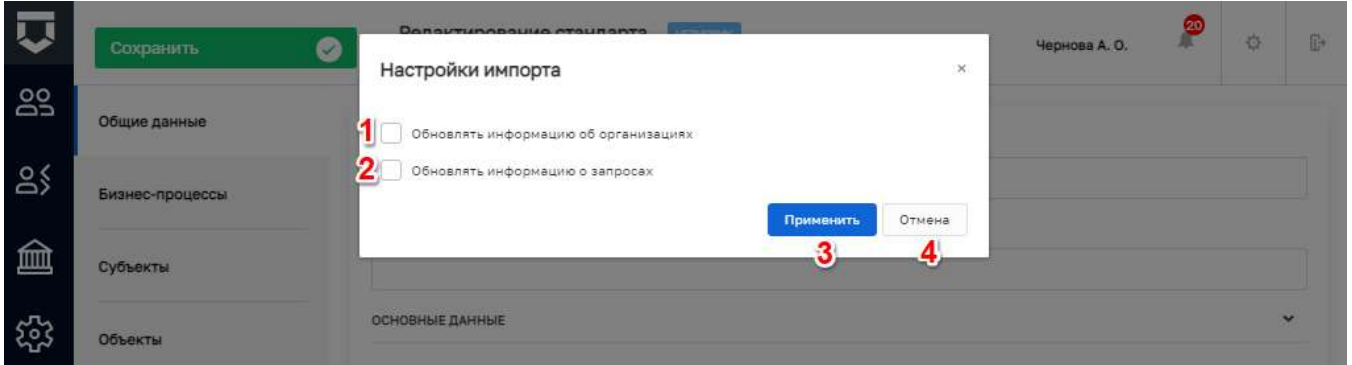 Сохранить
Редактирование стандарта
20
Чернова А. О.
Настройки импорта
×
Общие данные
1 Обновлять информацию об организациях
2 Обновлять информацию о запросах
Бизнес-процессы
Применить Отмена
3 4
Субъекты
ОСНОВНЫЕ ДАННЫЕ
Объекты